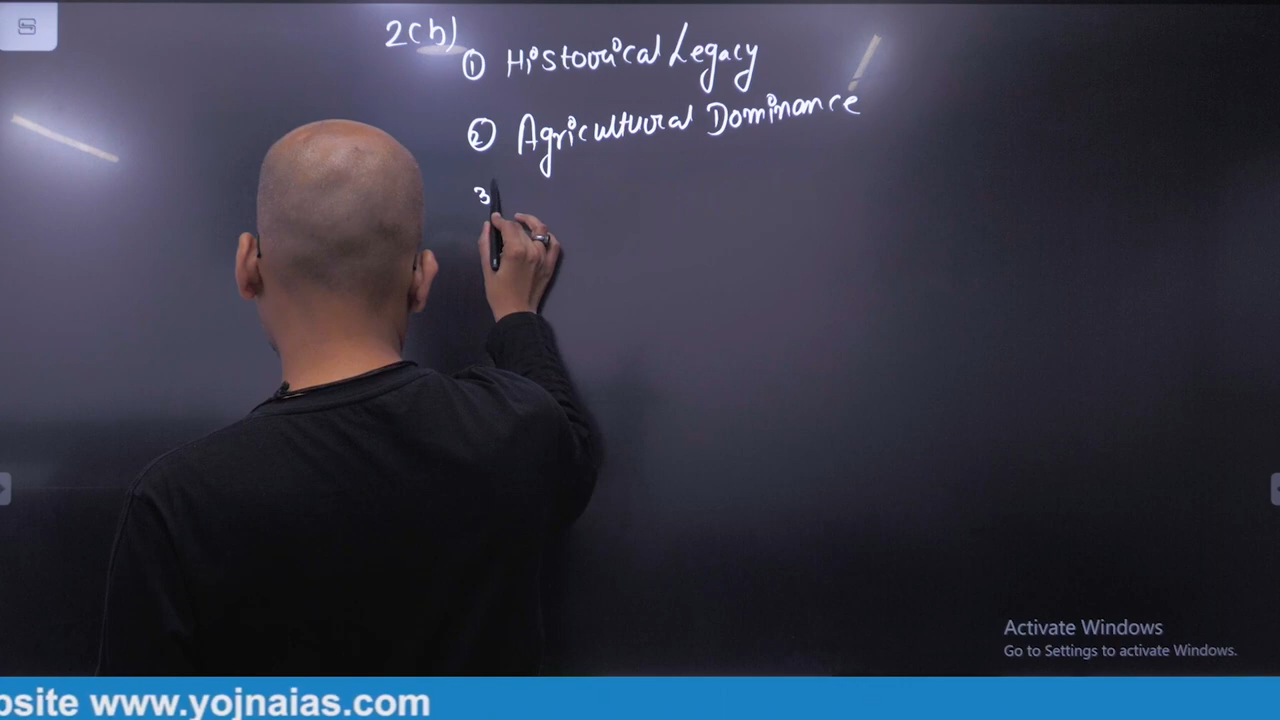 2(b)
① Historical Legacy
② Agricultural Dominance
3
Activate Windows
Go to Settings to activate Windows.
bsite www.yojnaias.com